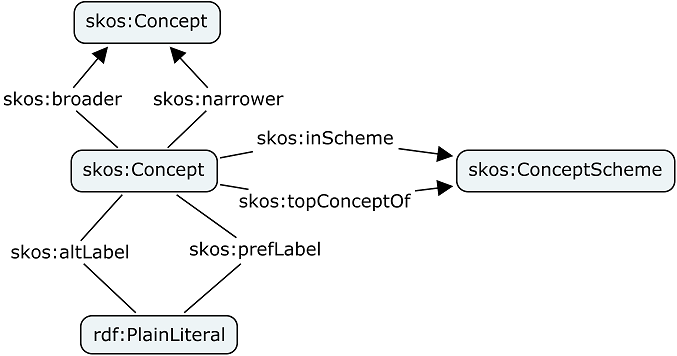 skos:Concept
skos:broader
skos:narrower
skos:inScheme
skos:Concept
skos:ConceptScheme
skos:topConceptOf
skos:altLabel
skos:prefLabel
rdf:PlainLiteral